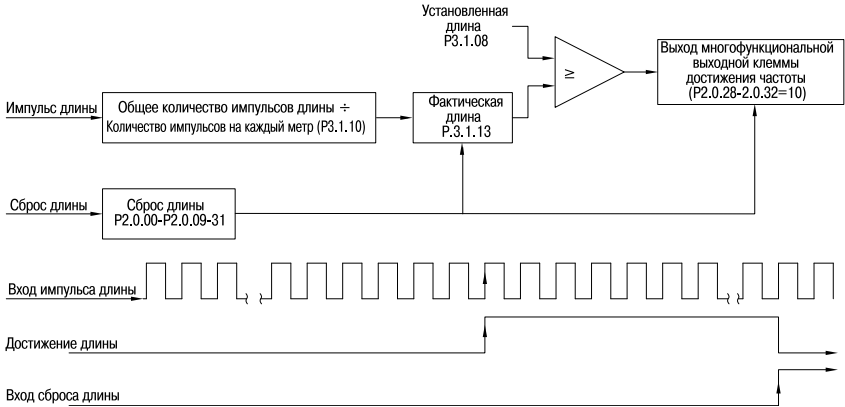 Установленная
длина
P3.1.08
Выход многофункциональной
выходной клеммы
достижения частоты
(P2.0.28-2.0.32=10)
≥
Импульс длины
Общее количество импульсов длины ÷
Количество импульсов на каждый метр (P3.1.10)
Фактическая
длина
P.3.1.13
Сброс длины
Сброс длины
P2.0.00-P2.0.09-31
Вход импульса длины
Достижение длины
Вход сброса длины